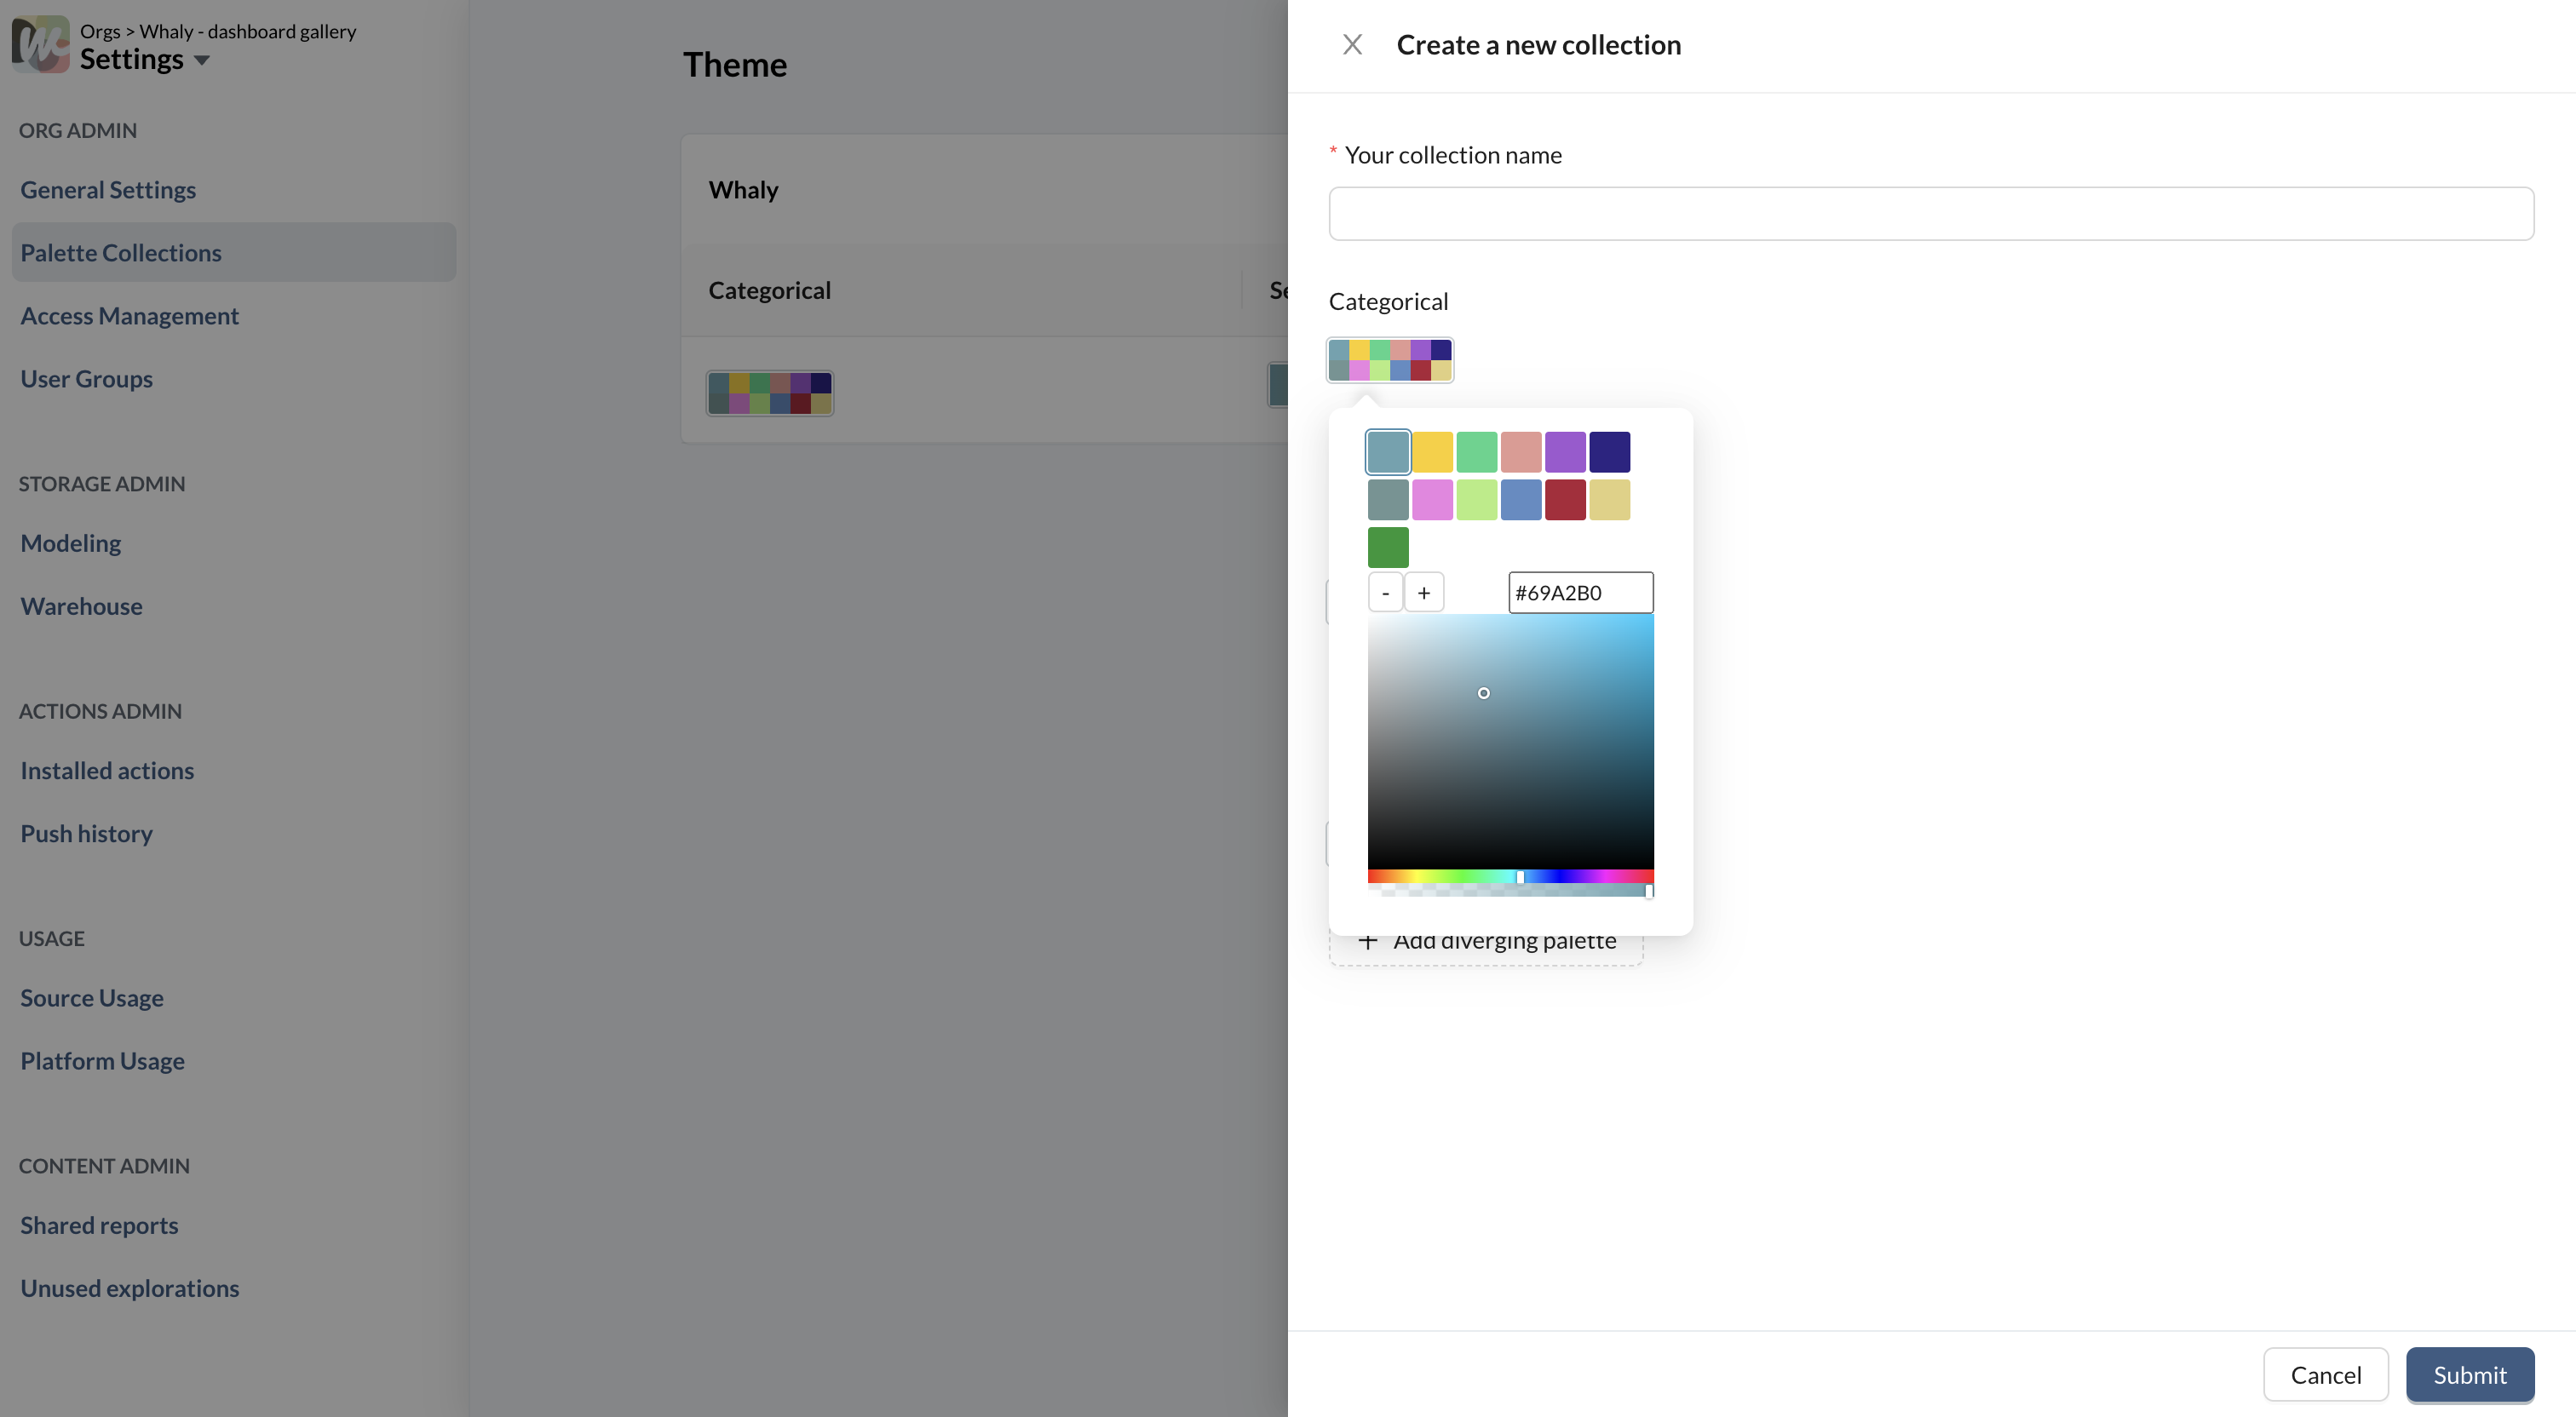 Orgs > Whaly - dashboard gallery
Settings
ORG ADMIN
General Settings
Palette Collections
Access Management
User Groups
STORAGE ADMIN
Modeling
Warehouse
ACTIONS ADMIN
Installed actions
Push history
USAGE
Source Usage
Platform Usage
CONTENT ADMIN
Shared reports
Unused explorations
Theme
Whaly
Categorical
Create a new collection
* Your collection name
Categorical
- +
#69A2B0
+ Add diverging palette
Cancel
Submit